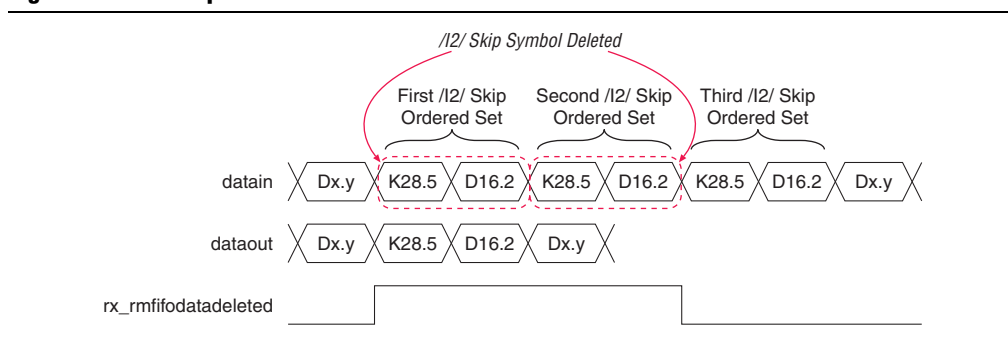 /I2/ Skip Symbol Deleted
First /I2/ Skip
Ordered Set
Second /I2/ Skip
Ordered Set
Third /I2/ Skip
Ordered Set
datain Dx.y K28.5 D16.2 K28.5 D16.2 K28.5 D16.2 Dx.y
dataout Dx.y K28.5 D16.2 Dx.y
rx_rmfifodatadeleted